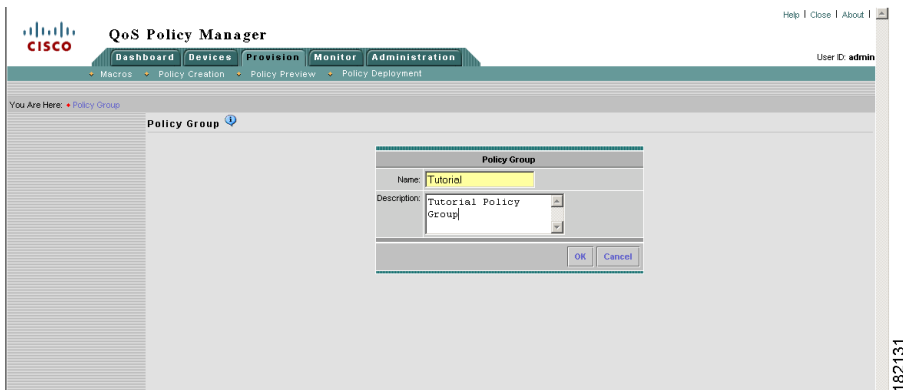 Help | Close | About |
CISCO
QoS Policy Manager
Dashboard Devices Provision Monitor Administration
User ID: admin
Macros Policy Creation Policy Preview Policy Deployment
You Are Here: Policy Group
Policy Group
Policy Group
Name: Tutorial
Description: Tutorial Policy
Group
OK Cancel
182131